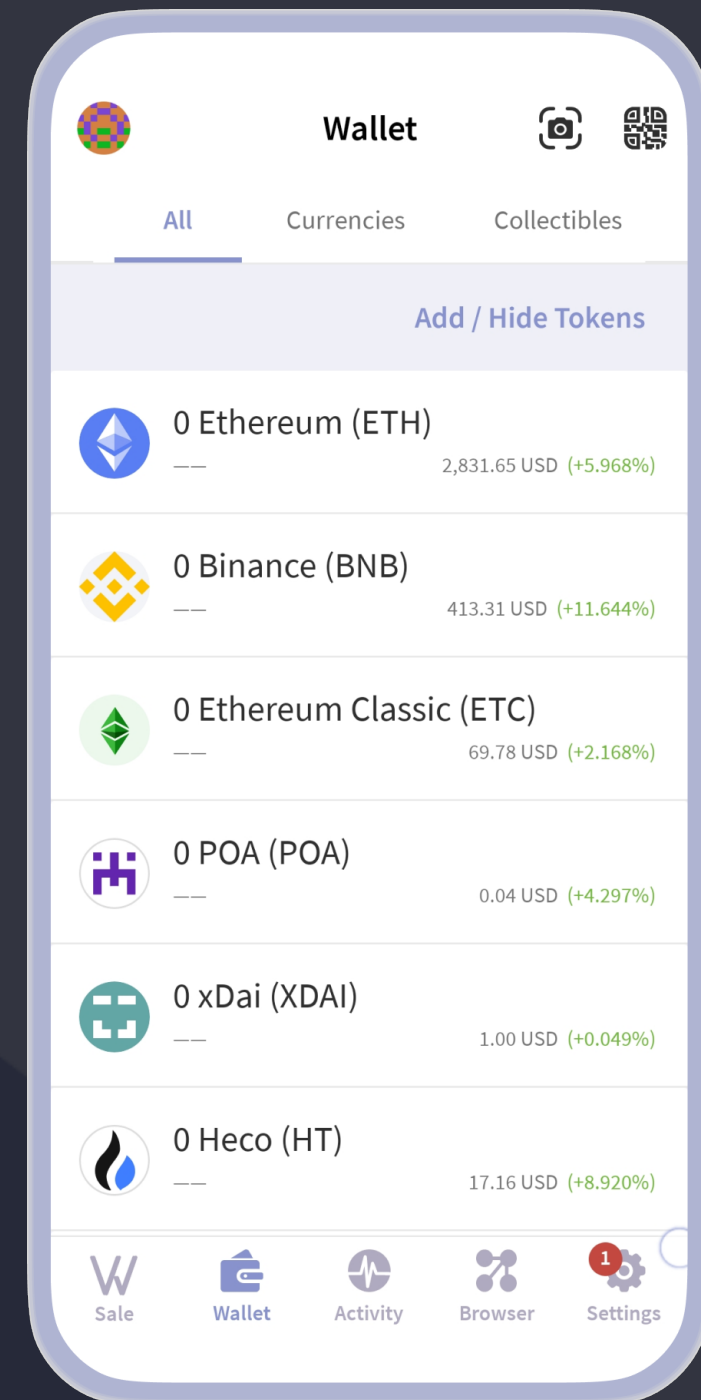 Wallet
All Currencies Collectibles
Add / Hide Tokens
0 Ethereum (ETH)
—— 2,831.65 USD (+5.968%)
0 Binance (BNB)
—— 413.31 USD (+11.644%)
0 Ethereum Classic (ETC)
—— 69.78 USD (+2.168%)
0 POA (POA)
—— 0.04 USD (+4.297%)
0 xDai (XDAI)
—— 1.00 USD (+0.049%)
0 Heco (HT)
—— 17.16 USD (+8.920%)
1
Sale Wallet Activity Browser Settings